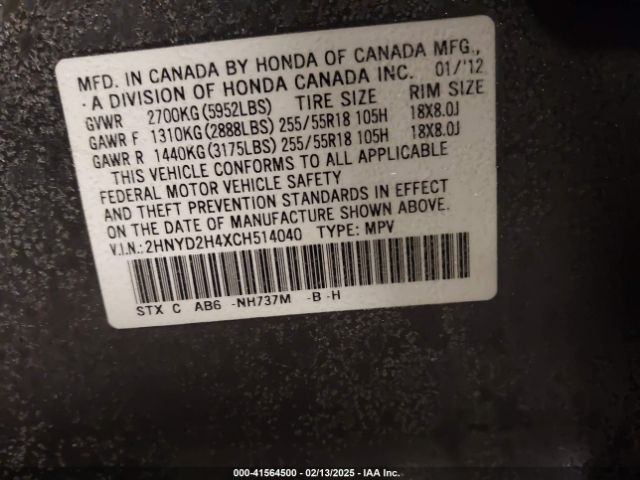 MFD. IN CANADA BY HONDA OF CANADA MFG.,
·A DIVISION OF HONDA CANADA INC. 01/'12
GVWR 2700KG(5952LBS) TIRE SIZE RIM SIZE
GAWR F 1310KG(2888LBS) 255/55R18 105H 18X8.0J
GAWR R 1440KG(3175LBS) 255/55R18 105H 18X8.0J
THIS VEHICLE CONFORMS TO ALL APPLICABLE
FEDERAL MOTOR VEHICLE SAFETY
AND THEFT PREVENTION STANDARDS IN EFFECT
ON THE DATE OF MANUFACTURE SHOWN ABOVE.
V.I.N.:2HNYD2H4XCH514040 TYPE: MPV
STX C AB6 -NH737M -B -H
000-41564500 - 02/13/2025 - IAA Inc.